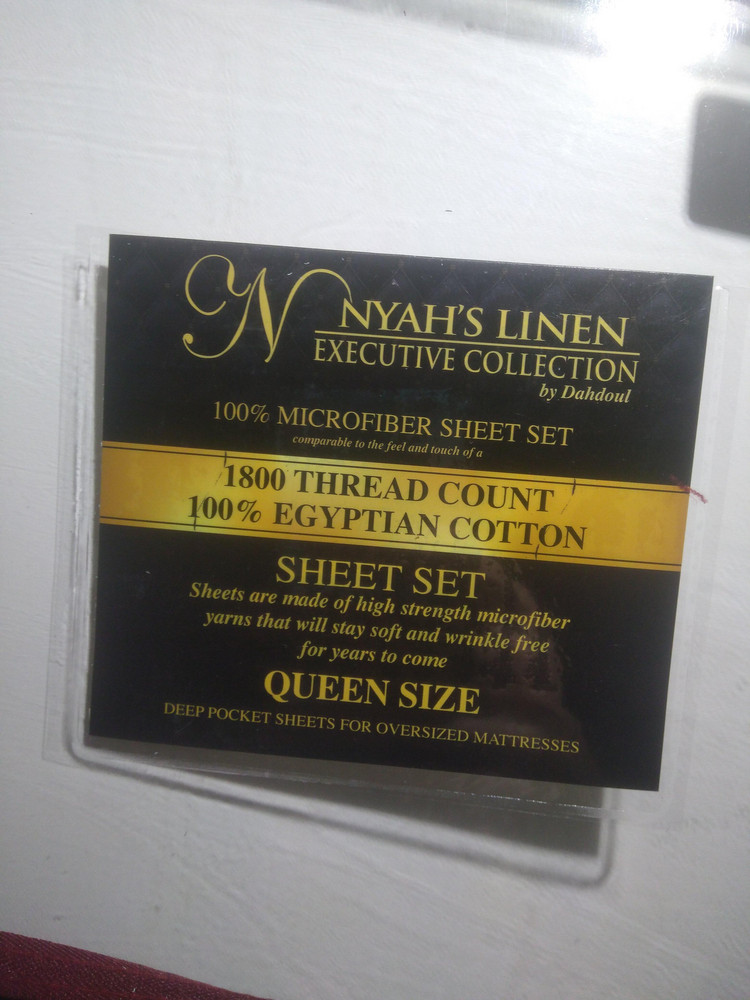 N
NYAH'S LINEN
EXECUTIVE COLLECTION
by Dahdoul
100% MICROFIBER SHEET SET
comparable to the feel and touch of a
1800 THREAD COUNT
100% EGYPTIAN COTTON
SHEET SET
Sheets are made of high strength microfiber
yarns that will stay soft and wrinkle free
for years to come
QUEEN SIZE
DEEP POCKET SHEETS FOR OVERSIZED MATTRESSES